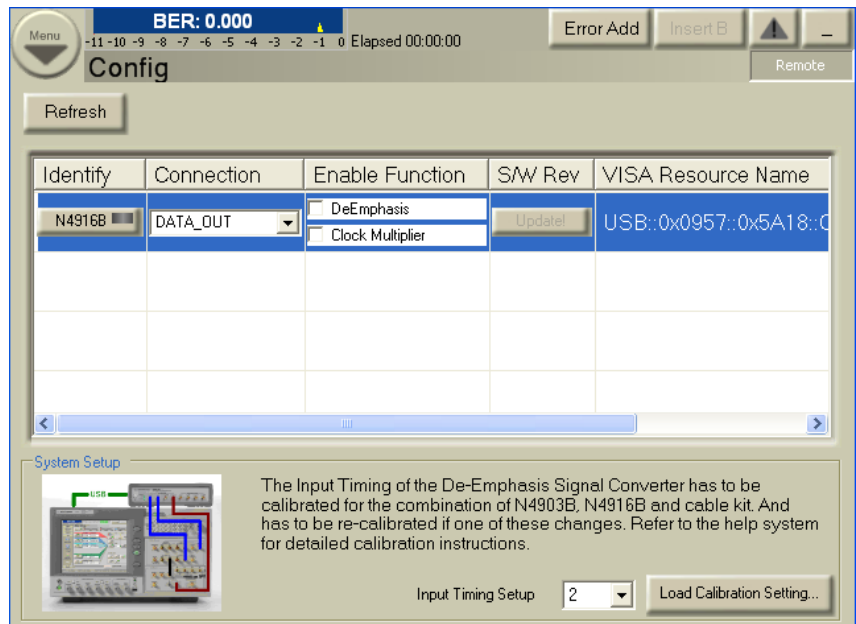 Menu
BER: 0.000
-11 -10 -9 -8 -7 -6 -5 -4 -3 -2 -1 0 Elapsed 00:00:00
Error Add
Insert B
_
Config
Remote
Refresh
Identify Connection Enable Function S/W Rev VISA Resource Name
N4916B DATA_OUT DeEmphasis Update! USB::0x0957::0x5A18::
Clock Multiplier
System Setup
USB
The Input Timing of the De-Emphasis Signal Converter has to be
calibrated for the combination of N4903B, N4916B and cable kit. And
has to be re-calibrated if one of these changes. Refer to the help system
for detailed calibration instructions.
Input Timing Setup 2 Load Calibration Setting...